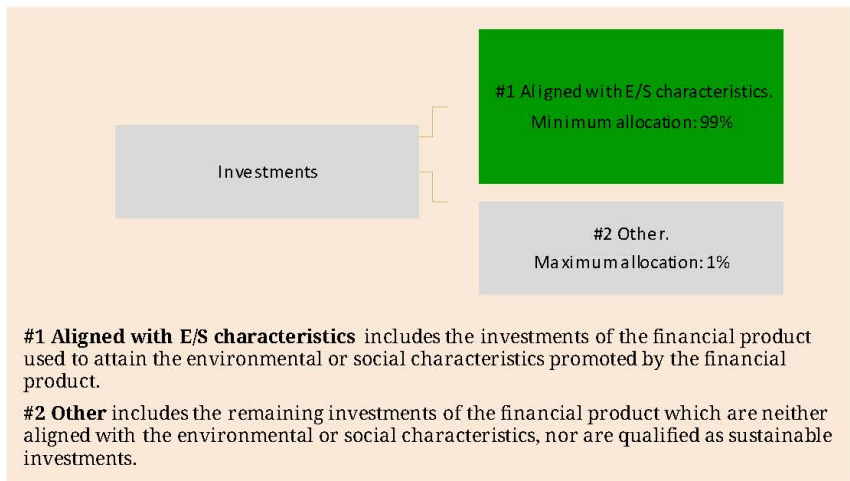 #1 Aligned with E/S characteristics.
Minimum allocation: 99%
Investments
#2 Other.
Maximum allocation: 1%
#1 Aligned with E/S characteristics includes the investments of the financial product
used to attain the environmental or social characteristics promoted by the financial
product.
#2 Other includes the remaining investments of the financial product which are neither
aligned with the environmental or social characteristics, nor are qualified as sustainable
investments.